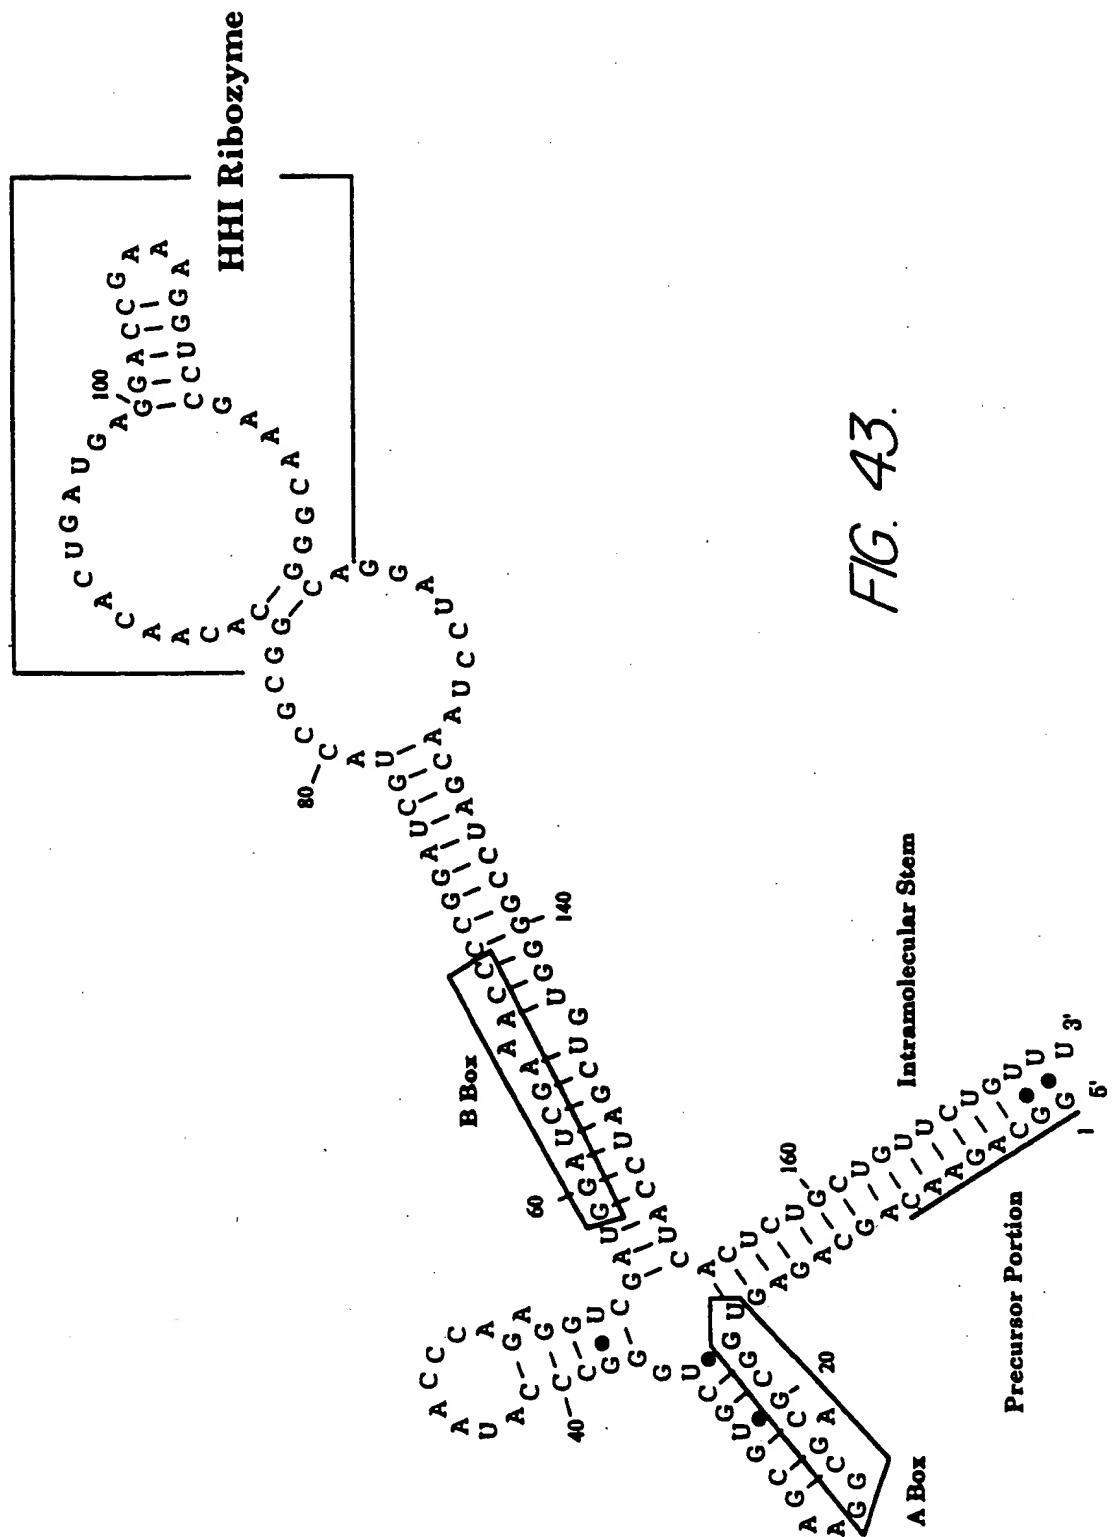 HHI Ribozyme
100
80
B Box
60
140
40
160
Intramolecular Stem
20
A Box
Precursor Portion
1
5'
GGCAGAACAGCAGAGUGGCGCAGCGGAAGCGUGCUGGGCCCAUAACCCAGAGGUCGAUGGAUCGAAACCCCGGAUCGUACCGCGGCACAACACUGAUGAGGACCGAAAGGUCCGAAACGGGCAGGAUCCUAACGAUCCGGGGUGUCGAUCCAUCACUCUGCUGUUCUGUUU
3'
FIG. 43.